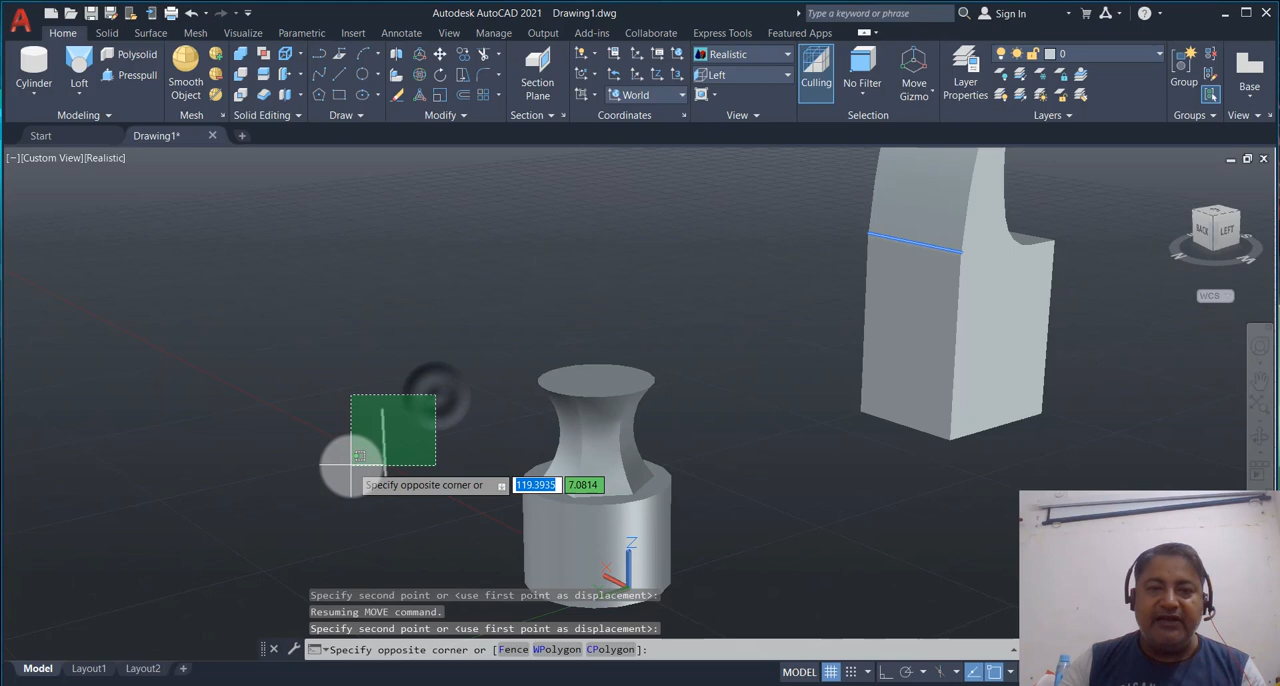 Autodesk AutoCAD 2021 Drawing1.dwg
Type a keyword or phrase
Sign In
Home Solid Surface Mesh Visualize Parametric Insert Annotate View Manage Output Add-ins Collaborate Express Tools Featured Apps
Cylinder
Loft
Polysolid
Presspull
Modeling
Smooth
Object
Mesh
Solid Editing
Draw
Modify
Section
Plane
Section
World
Coordinates
Realistic
Left
View
Culling
No Filter
Move
Gizmo
Layer
Properties
0
Layers
Group
Groups
Base
View
Start
Drawing1*
[−][Custom View][Realistic]
BACK LEFT
N
WCS
Specify opposite corner or 119.3935 7.0814
Z
X
Specify second point or <use first point as displacement>:
Resuming MOVE command.
Specify second point or <use first point as displacement>:
Specify opposite corner or [Fence WPolygon CPolygon]:
Model Layout1 Layout2
MODEL